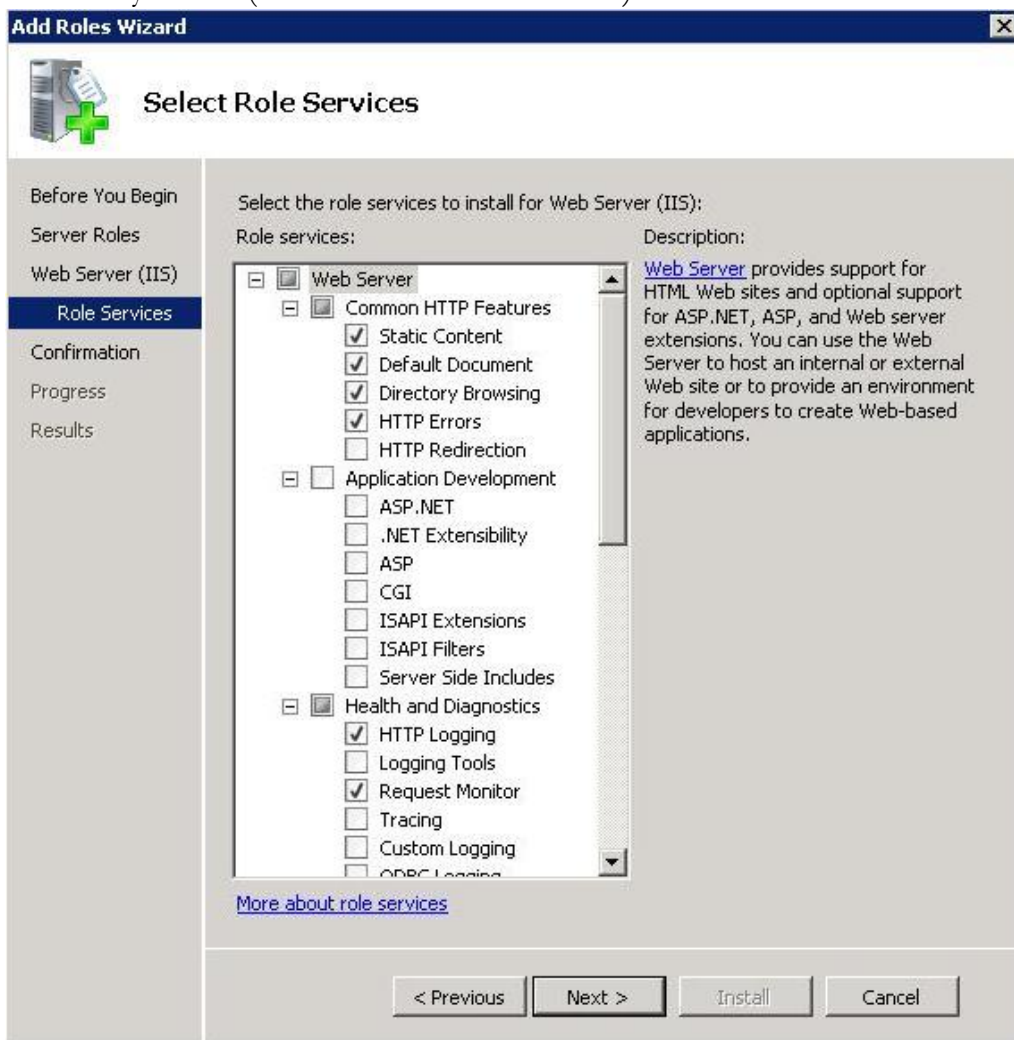 Add Roles Wizard
Select Role Services
Before You Begin
Server Roles
Web Server (IIS)
Role Services
Confirmation
Progress
Results
Select the role services to install for Web Server (IIS):
Role services:
Web Server
Common HTTP Features
Static Content
Default Document
Directory Browsing
HTTP Errors
HTTP Redirection
Application Development
ASP.NET
.NET Extensibility
ASP
CGI
ISAPI Extensions
ISAPI Filters
Server Side Includes
Health and Diagnostics
HTTP Logging
Logging Tools
Request Monitor
Tracing
Custom Logging
ODBC Logging
Description:
Web Server provides support for
HTML Web sites and optional support
for ASP.NET, ASP, and Web server
extensions. You can use the Web
Server to host an internal or external
Web site or to provide an environment
for developers to create Web-based
applications.
More about role services
< Previous
Next >
Install
Cancel